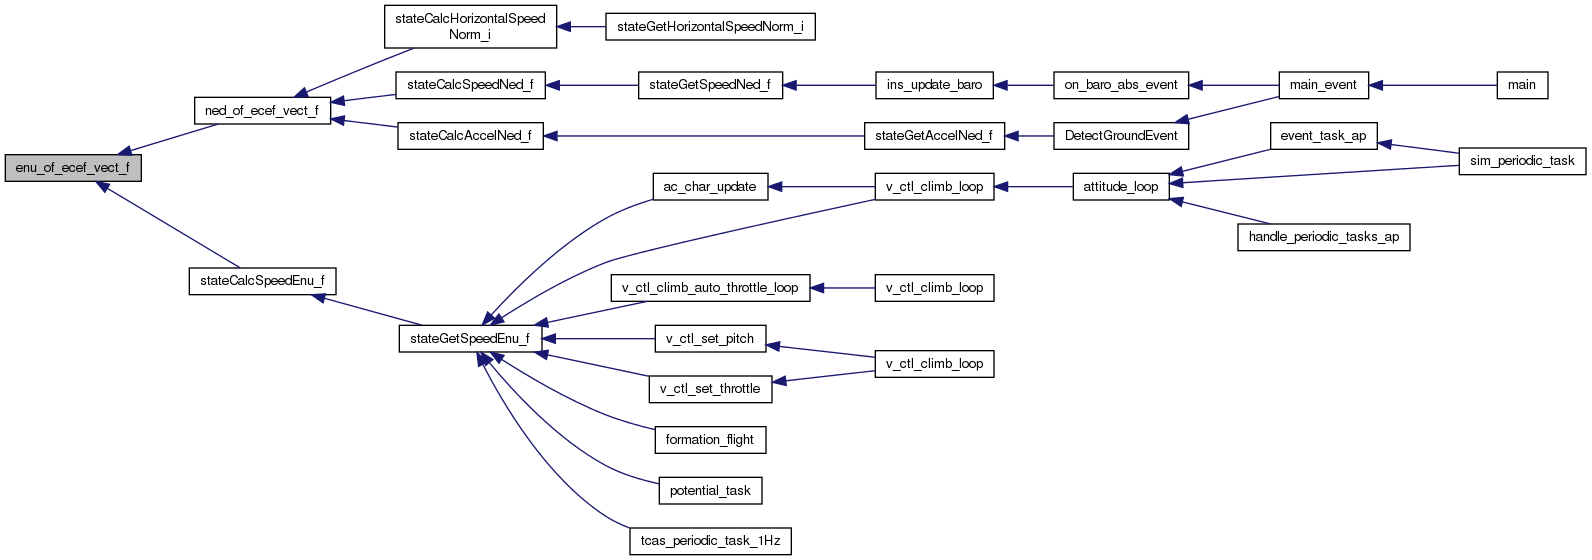 stateCalcHorizontalSpeed
Norm_i
stateGetHorizontalSpeedNorm_i
stateCalcSpeedNed_f
stateGetSpeedNed_f
ins_update_baro
on_baro_abs_event
main_event
main
ned_of_ecef_vect_f
stateCalcAccelNed_f
stateGetAccelNed_f
DetectGroundEvent
event_task_ap
sim_periodic_task
enu_of_ecef_vect_f
ac_char_update
v_ctl_climb_loop
attitude_loop
handle_periodic_tasks_ap
stateCalcSpeedEnu_f
v_ctl_climb_auto_throttle_loop
v_ctl_climb_loop
stateGetSpeedEnu_f
v_ctl_set_pitch
v_ctl_climb_loop
v_ctl_set_throttle
formation_flight
potential_task
tcas_periodic_task_1Hz